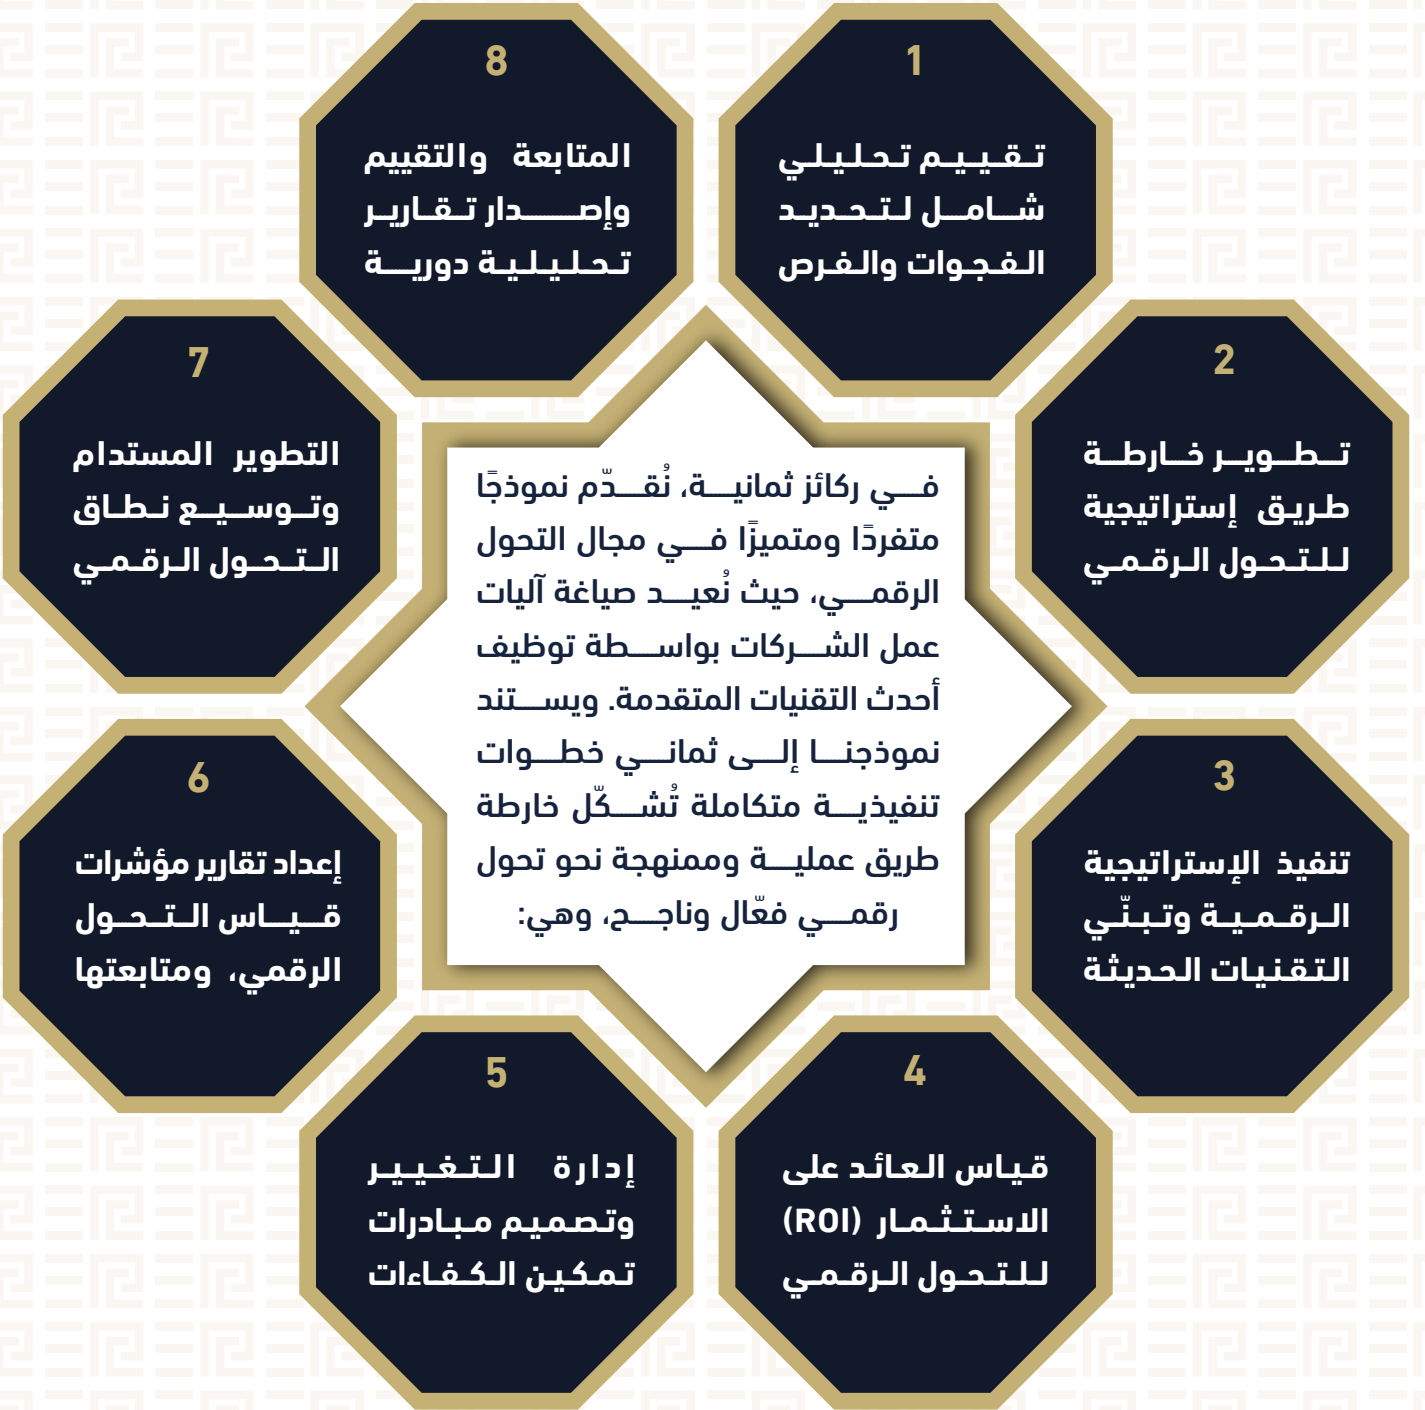 في ركائز ثمانية، نُقدّم نموذجًا
متفردًا ومتميزًا في مجال التحول
الرقمي، حيث نُعيد صياغة آليات
عمل الشركات بواسطة توظيف
أحدث التقنيات المتقدمة. ويستند
نموذجنا إلى ثماني خطوات
تنفيذية متكاملة تُشكّل خارطة
طريق عملية وممنهجة نحو تحول
رقمي فعّال وناجح، وهي:
1
تقييم تحليلي
شامل لتحديد
الفجوات والفرص
2
تطوير خارطة
طريق إستراتيجية
للتحول الرقمي
3
تنفيذ الإستراتيجية
الرقمية وتبنّي
التقنيات الحديثة
4
قياس العائد على
الاستثمار (ROI)
للتحول الرقمي
5
إدارة التغيير
وتصميم مبادرات
تمكين الكفاءات
6
إعداد تقارير مؤشرات
قياس التحول
الرقمي، ومتابعتها
7
التطوير المستدام
وتوسيع نطاق
التحول الرقمي
8
المتابعة والتقييم
وإصدار تقارير
تحليلية دورية